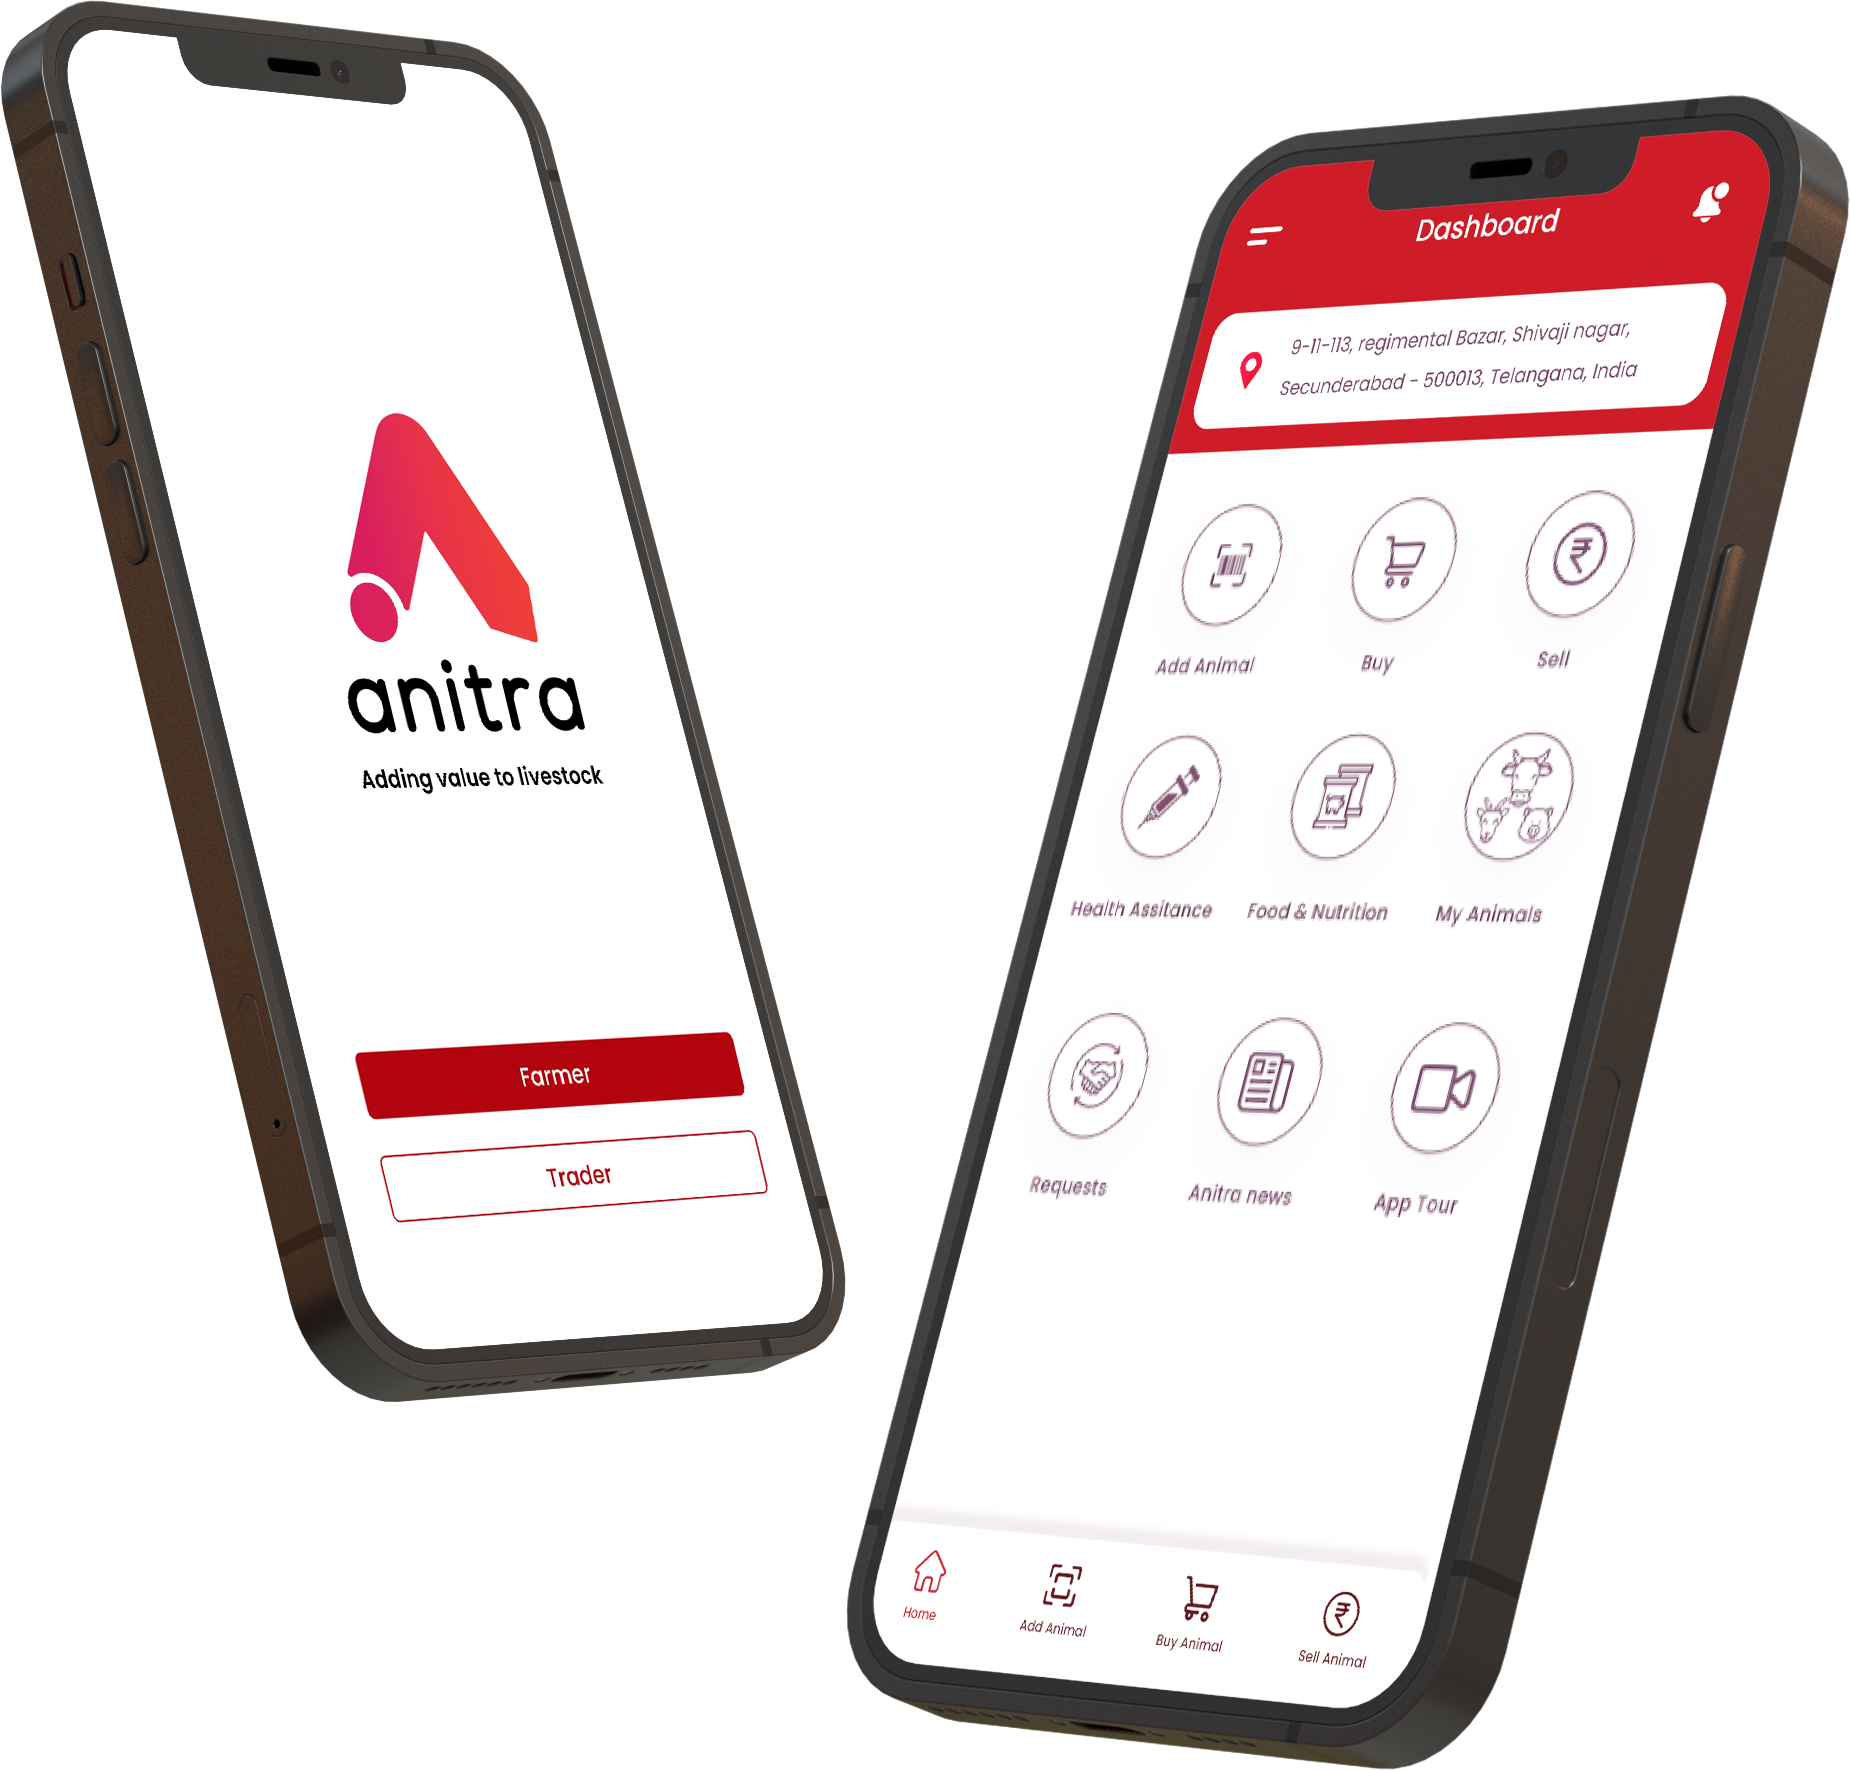 anitra
Adding value to livestock
Farmer
Trader
Dashboard
9-11-113, regimental Bazar, Shivaji nagar,
Secunderabad - 500013, Telangana, India
Add Animal
Buy
Sell
Health Assitance
Food & Nutrition
My Animals
Requests
Anitra news
App Tour
Home
Add Animal
Buy Animal
Sell Animal